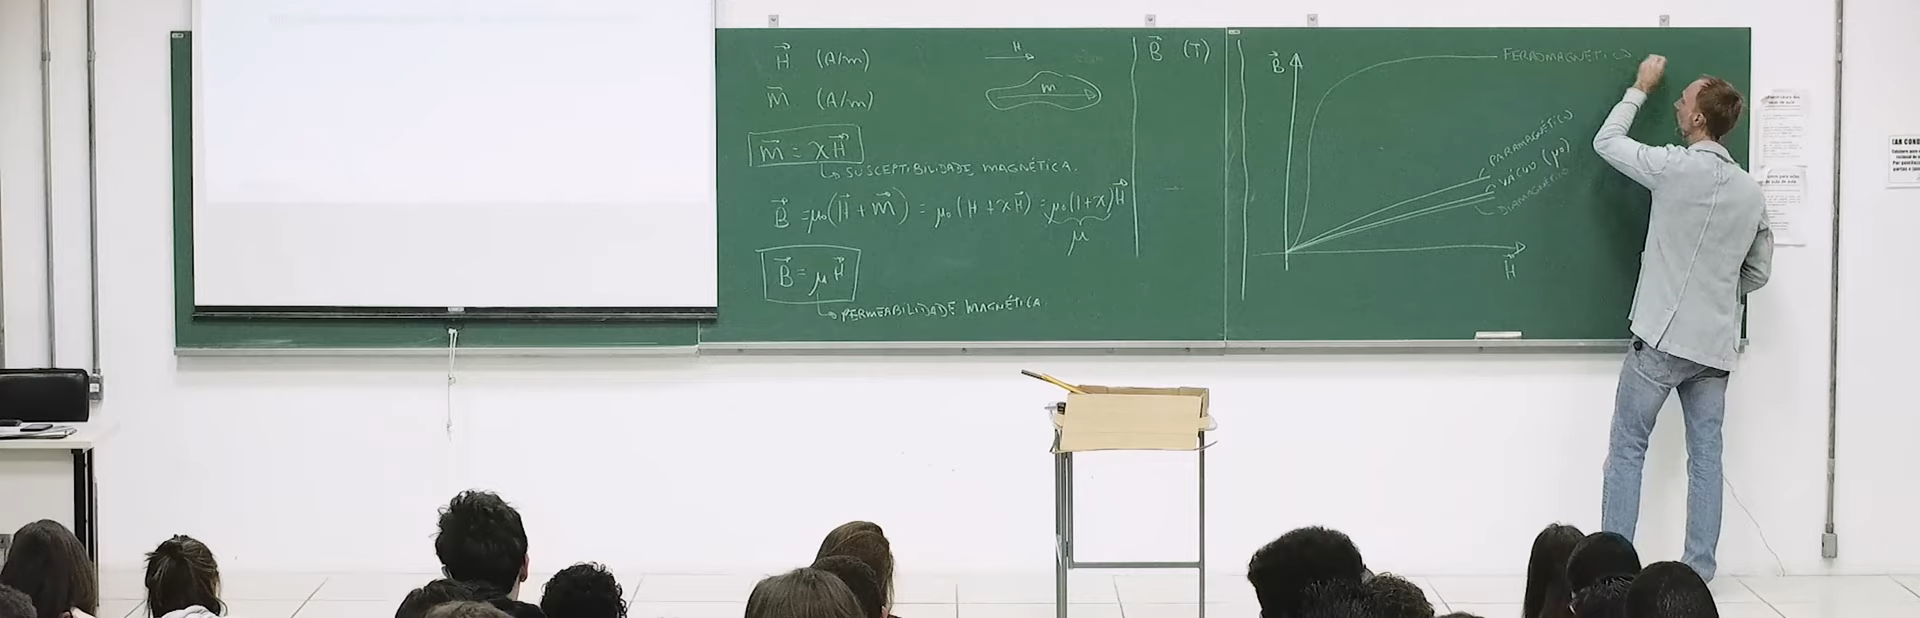 H⃗ (A/m)
M⃗ (A/m)
M⃗ = χH⃗
SUSCEPTIBILIDADE MAGNÉTICA.
B⃗ = μ₀(H⃗ + M⃗) = μ₀(H + χH⃗) = μ₀(1+χ)H⃗
μ
B⃗ = μH⃗
PERMEABILIDADE MAGNÉTICA
H
m
B⃗ (T)
B⃗
FERROMAGNÉTICO
PARAMAGNÉTICO
VÁCUO (μ₀)
DIAMAGNÉTICO
H⃗